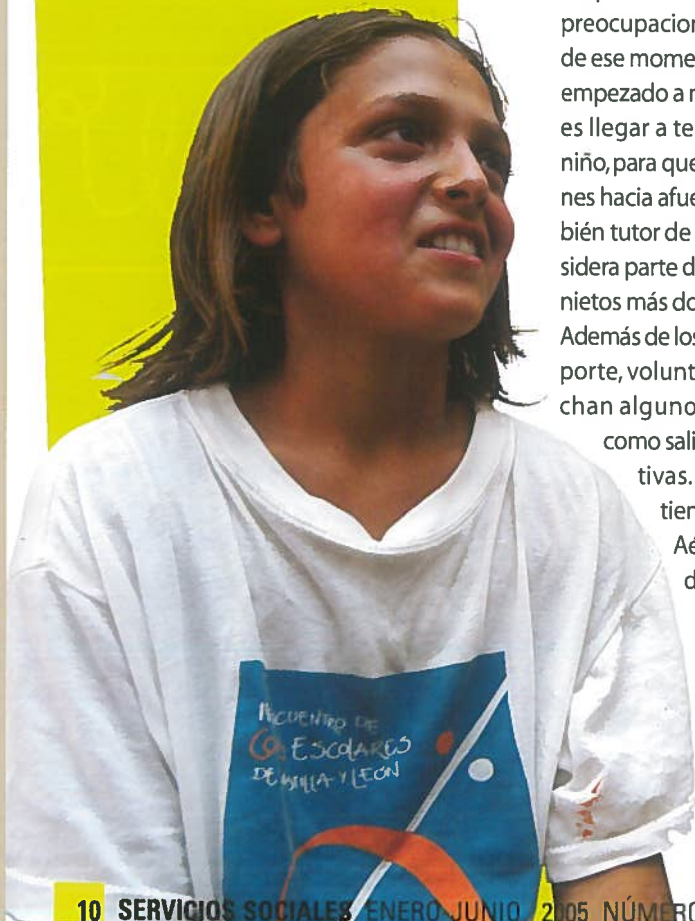 preocupacion
de ese mome
empezado a r
es llegar a te
niño, para que
nes hacia afue
bién tutor de
sidera parte d
nietos más do
Además de los
porte, volunt
chan alguno
como sali
tivas.
tien
Aé
d
ENCUENTRO DE
ESCOLARES
DE CASTILLA Y LEÓN
10 SERVICIOS SOCIALES ENERO-JUNIO 2005 NÚMERO